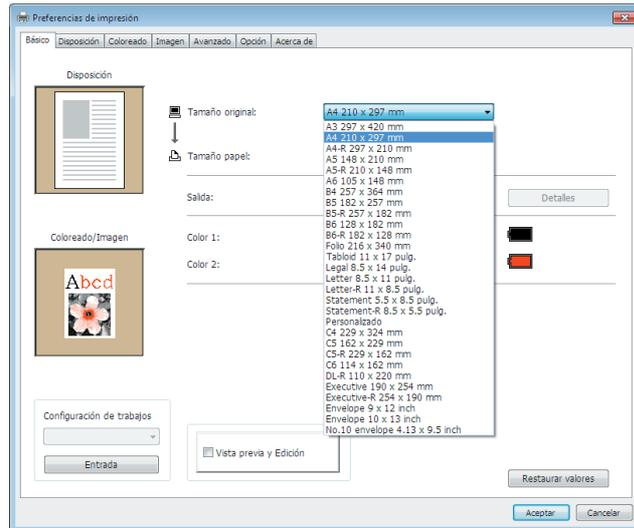 Preferencias de impresión
Básico Disposición Coloreado Imagen Avanzado Opción Acerca de
Disposición
Tamaño original: A4 210 x 297 mm
A3 297 x 420 mm
A4 210 x 297 mm
A4-R 297 x 210 mm
Tamaño papel:
A5 148 x 210 mm
A5-R 210 x 148 mm
A6 105 x 148 mm
B4 257 x 364 mm
Salida:
B5 182 x 257 mm
Detalles
B5-R 257 x 182 mm
B6 128 x 182 mm
Coloreado/Imagen
Color 1:
B6-R 182 x 128 mm
Folio 216 x 340 mm
Tabloid 11 x 17 pulg.
Color 2:
Legal 8.5 x 14 pulg.
Letter 8.5 x 11 pulg.
Abcd
Letter-R 11 x 8.5 pulg.
Statement 5.5 x 8.5 pulg.
Statement-R 8.5 x 5.5 pulg.
Personalizado
C4 229 x 324 mm
C5 162 x 229 mm
C5-R 229 x 162 mm
C6 114 x 162 mm
DL-R 110 x 220 mm
Executive 190 x 254 mm
Executive-R 254 x 190 mm
Envelope 9 x 12 inch
Envelope 10 x 13 inch
No.10 envelope 4.13 x 9.5 inch
Configuración de trabajos
Vista previa y Edición
Entrada
Restaurar valores
Aceptar Cancelar